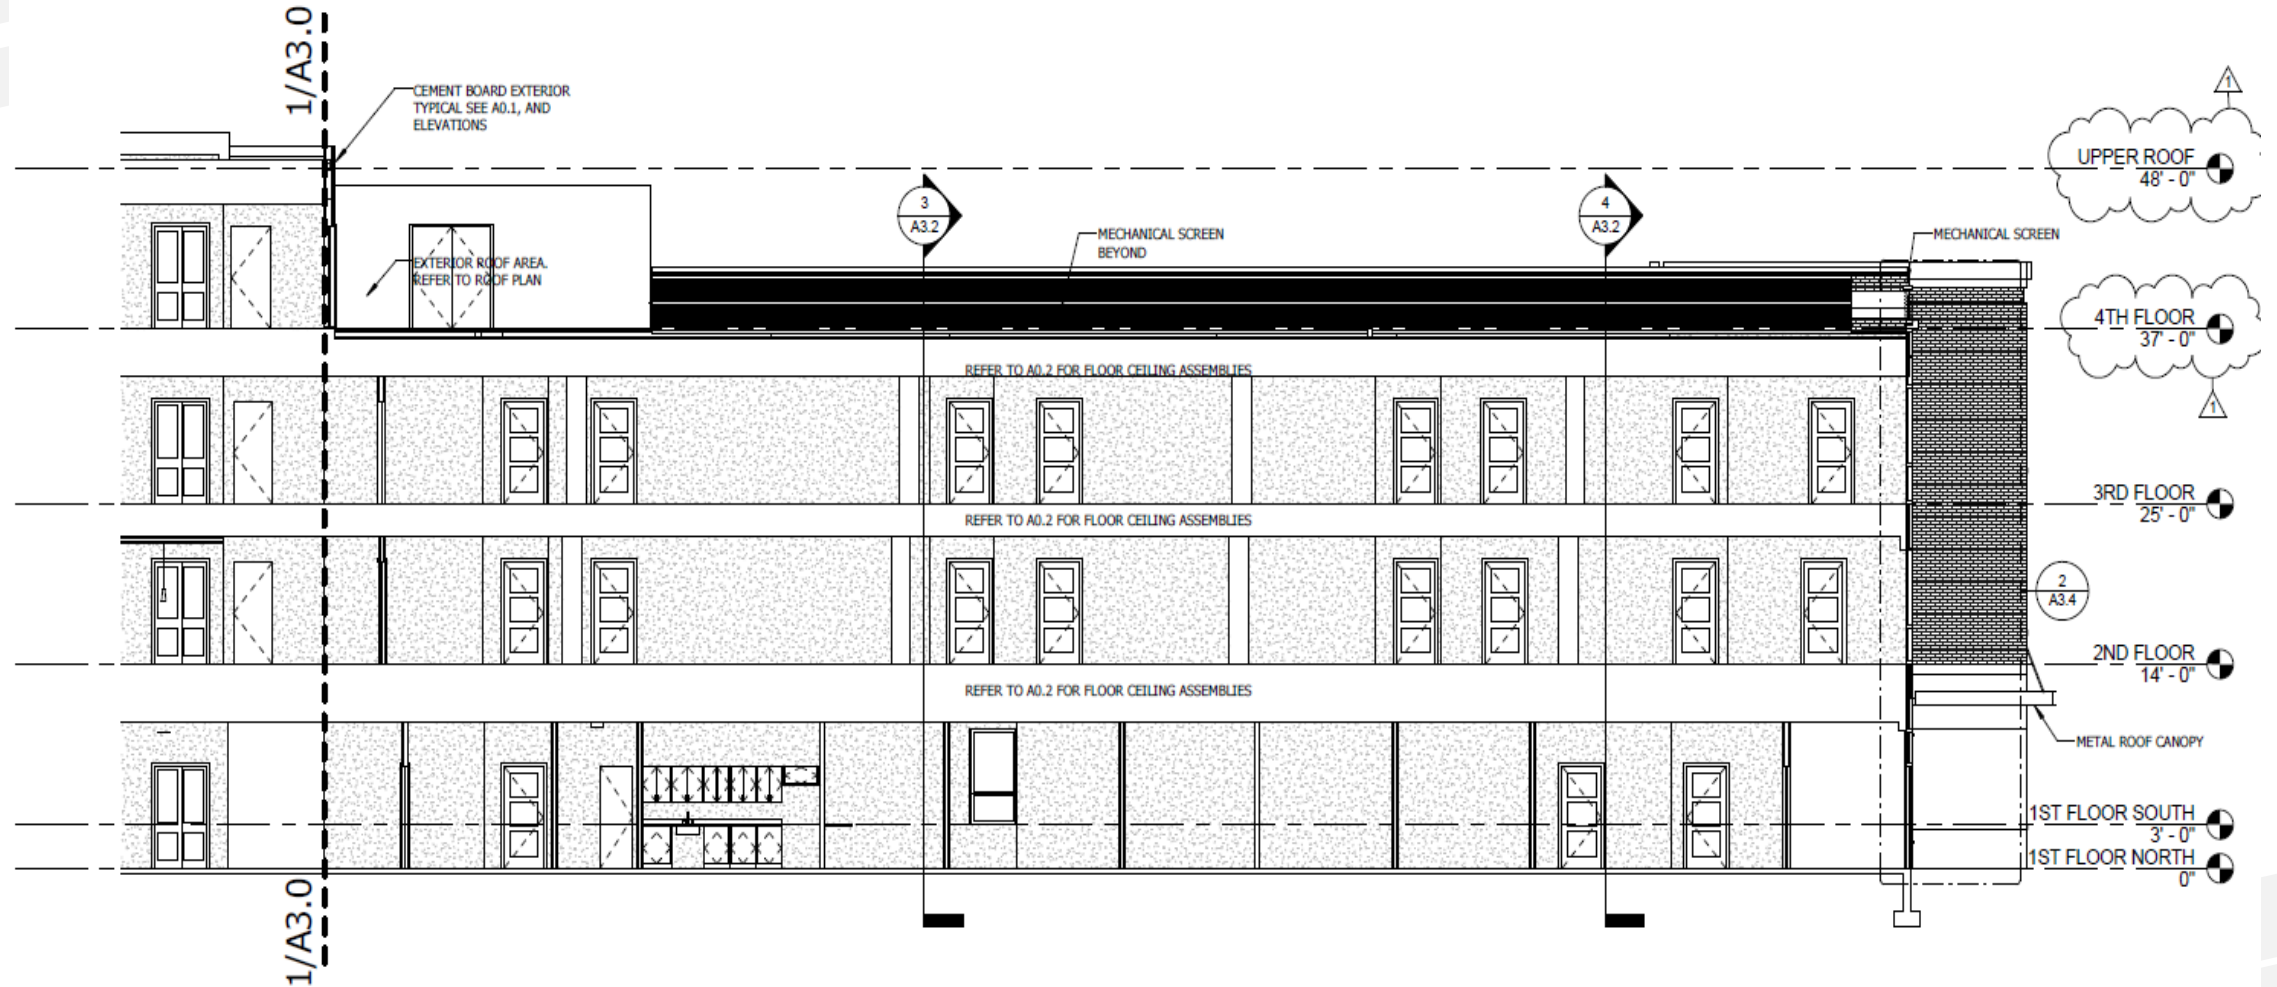 1/A3.0
CEMENT BOARD EXTERIOR
TYPICAL SEE A0.1, AND
ELEVATIONS
1
UPPER ROOF
48' - 0"
3
A3.2
4
A3.2
MECHANICAL SCREEN
BEYOND
MECHANICAL SCREEN
EXTERIOR ROOF AREA.
REFER TO ROOF PLAN
4TH FLOOR
37' - 0"
1
REFER TO A0.2 FOR FLOOR CEILING ASSEMBLIES
3RD FLOOR
25' - 0"
REFER TO A0.2 FOR FLOOR CEILING ASSEMBLIES
2
A3.4
2ND FLOOR
14' - 0"
REFER TO A0.2 FOR FLOOR CEILING ASSEMBLIES
METAL ROOF CANOPY
1ST FLOOR SOUTH
3' - 0"
1ST FLOOR NORTH
0"
1/A3.0